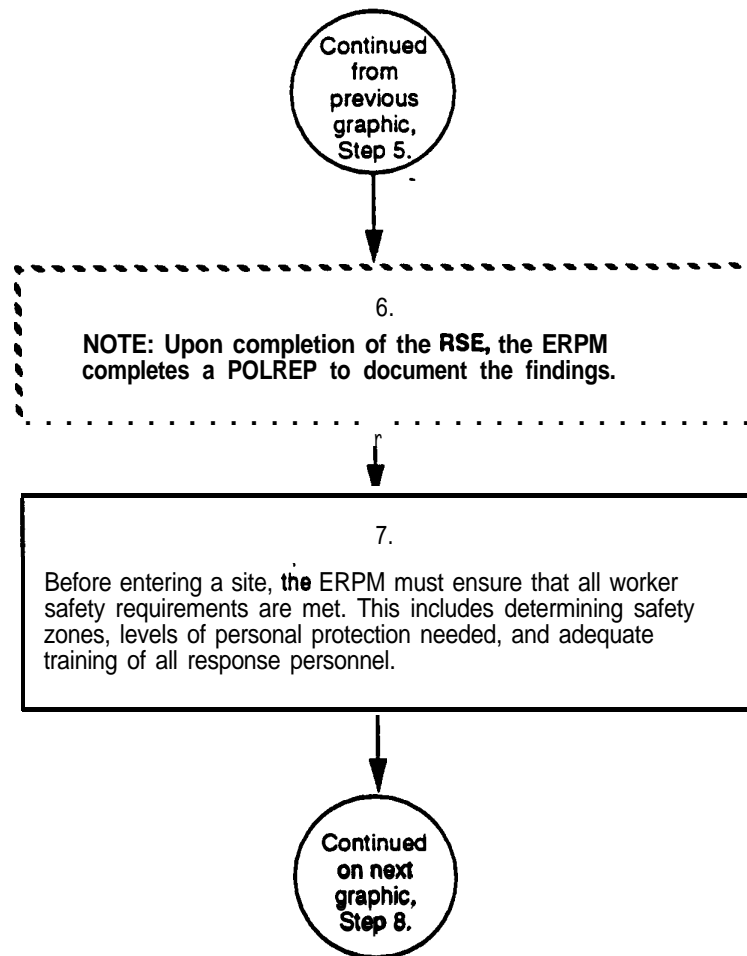 Continued
from
previous
graphic,
Step 5.
6.
NOTE: Upon completion of the RSE, the ERPM
completes a POLREP to document the findings.
7.
Before entering a site, the ERPM must ensure that all worker
safety requirements are met. This includes determining safety
zones, levels of personal protection needed, and adequate
training of all response personnel.
Continued
on next
graphic,
Step 8.